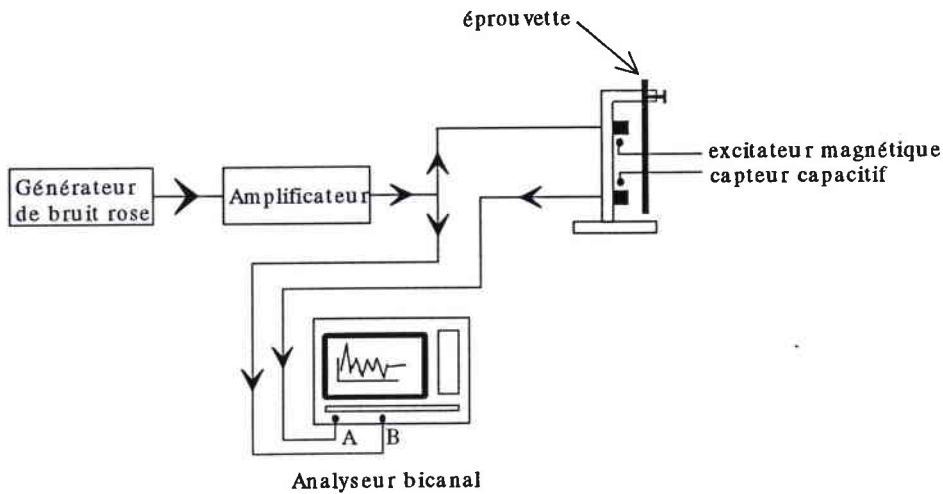 éprouvette
excitateur magnétique
capteur capacitif
Générateur
de bruit rose
Amplificateur
A B
Analyseur bicanal